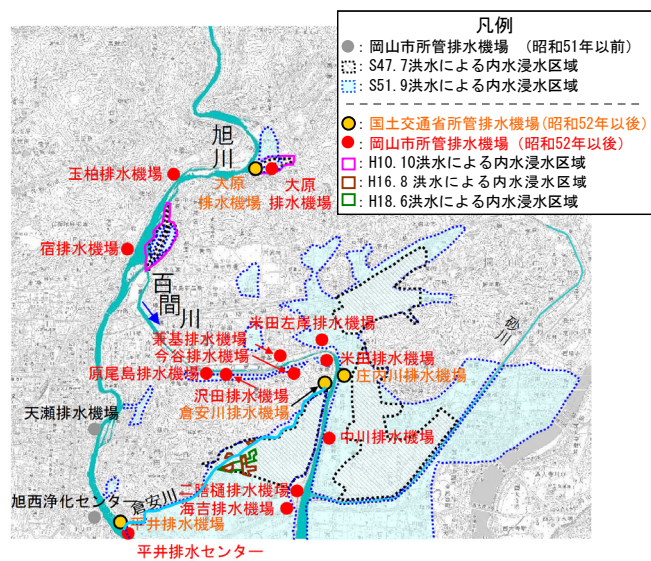 凡例
：岡山市所管排水機場 （昭和51年以前）
：S47.7洪水による内水浸水区域
：S51.9洪水による内水浸水区域
：国土交通省所管排水機場(昭和52年以後)
：岡山市所管排水機場 （昭和52年以後）
：H10.10洪水による内水浸水区域
：H16.8 洪水による内水浸水区域
：H18.6洪水による内水浸水区域
旭川
玉柏排水機場
大原
排水機場
大原
排水機場
宿排水機場
百間川
砂川
米田左岸排水機場
兼基排水機場
今谷排水機場
米田排水機場
原尾島排水機場
庄内川排水機場
沢田排水機場
倉安川排水機場
天瀬排水機場
中川排水機場
倉安川
二軒樋排水機場
旭西浄化センター
海吉排水機場
平井排水機場
平井排水センター